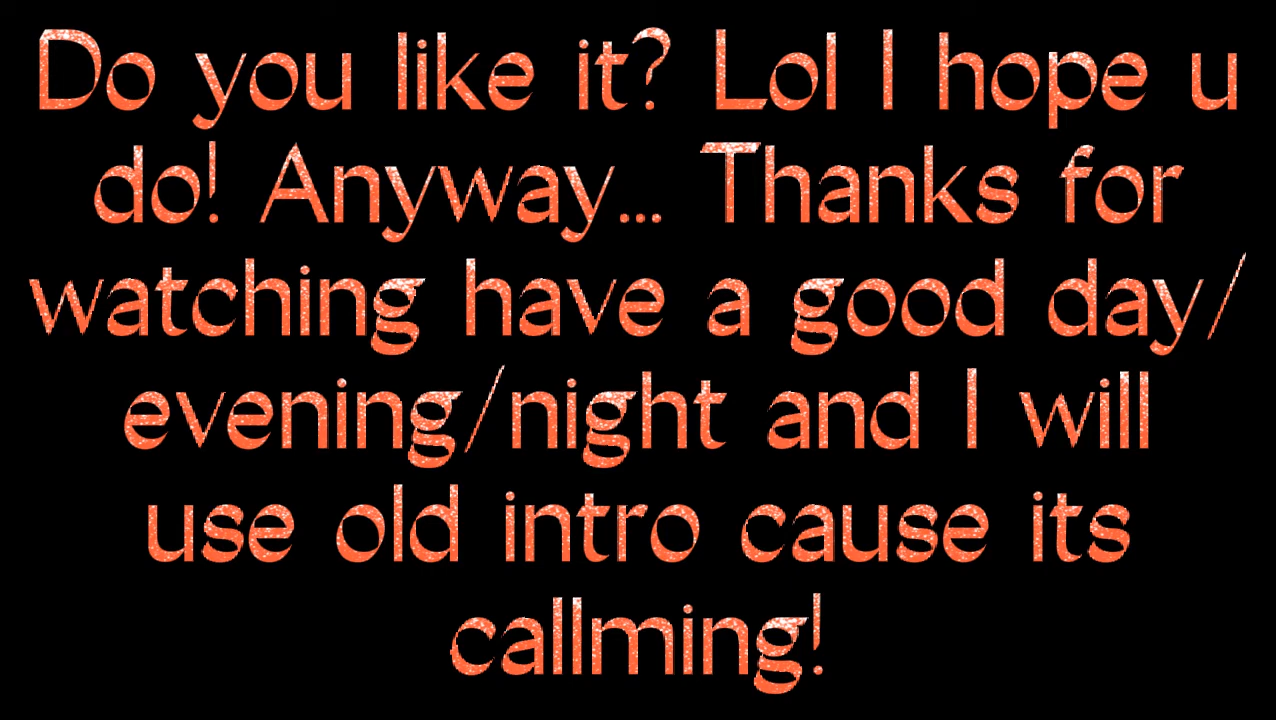 Do you like it? Lol I hope u
do! Anyway... Thanks for
watching have a good day/
evening/night and I will
use old intro cause its
callming!